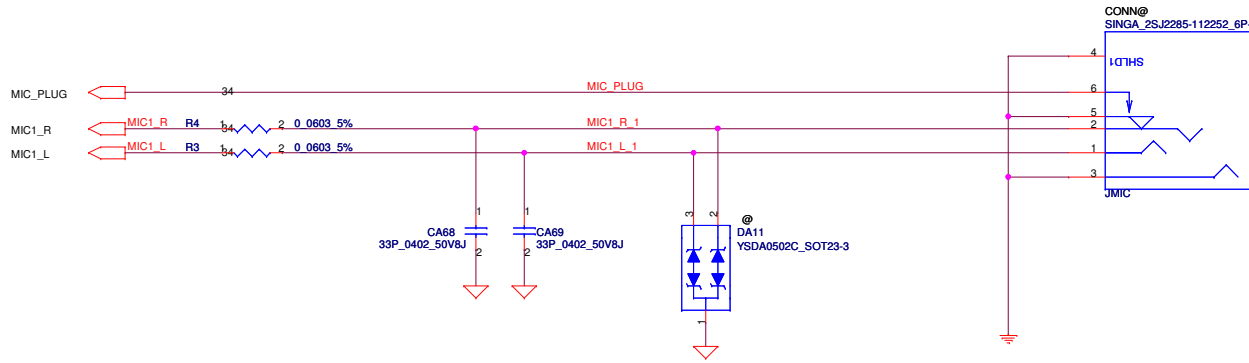 CONN@
SINGA_2SJ2285-112252_6P-
4
SHLD1
MIC_PLUG
34
MIC_PLUG
6
5
MIC1_R
MIC1_R
R4
1
34
2
0_0603_5%
MIC1_R_1
2
MIC1_L
MIC1_L
R3
1
34
2
0_0603_5%
MIC1_L_1
1
3
JMIC
1
1
3
2
@
CA68
CA69
DA11
33P_0402_50V8J
33P_0402_50V8J
YSDA0502C_SOT23-3
2
2
1